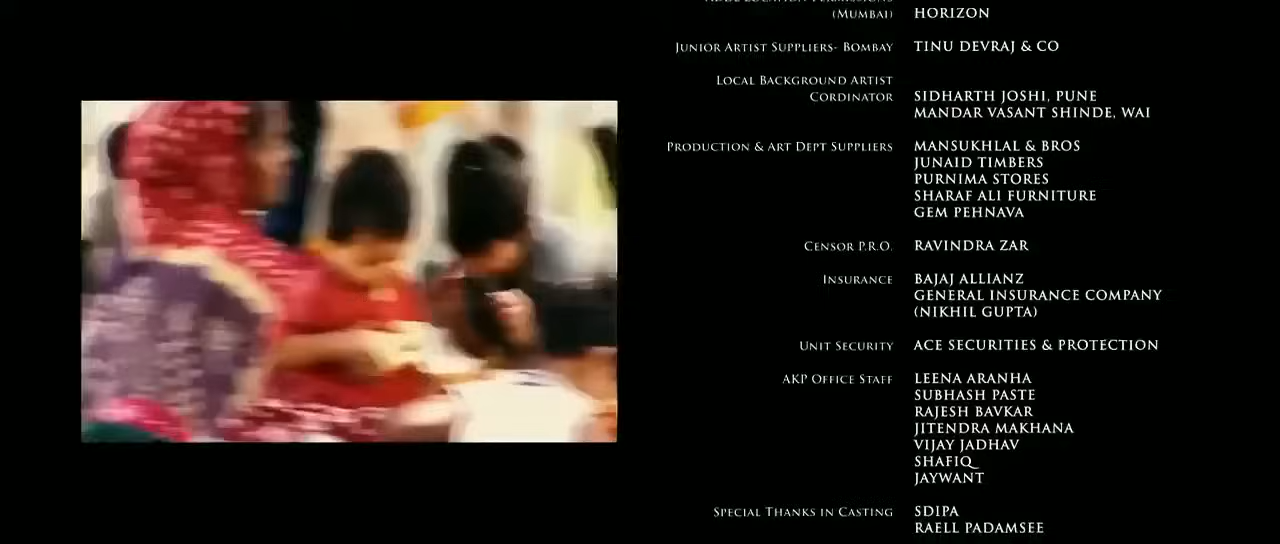 (Mumbai) HORIZON
Junior Artist Suppliers- Bombay TINU DEVRAJ & CO
Local Background Artist
Cordinator SIDHARTH JOSHI, PUNE
MANDAR VASANT SHINDE, WAI
Production & Art Dept Suppliers MANSUKHLAL & BROS
JUNAID TIMBERS
PURNIMA STORES
SHARAF ALI FURNITURE
GEM PEHNAVA
Censor P.R.O. RAVINDRA ZAR
Insurance BAJAJ ALLIANZ
GENERAL INSURANCE COMPANY
(NIKHIL GUPTA)
Unit Security ACE SECURITIES & PROTECTION
AKP Office Staff LEENA ARANHA
SUBHASH PASTE
RAJESH BAVKAR
JITENDRA MAKHANA
VIJAY JADHAV
SHAFIQ
JAYWANT
Special Thanks in Casting SDIPA
RAELL PADAMSEE